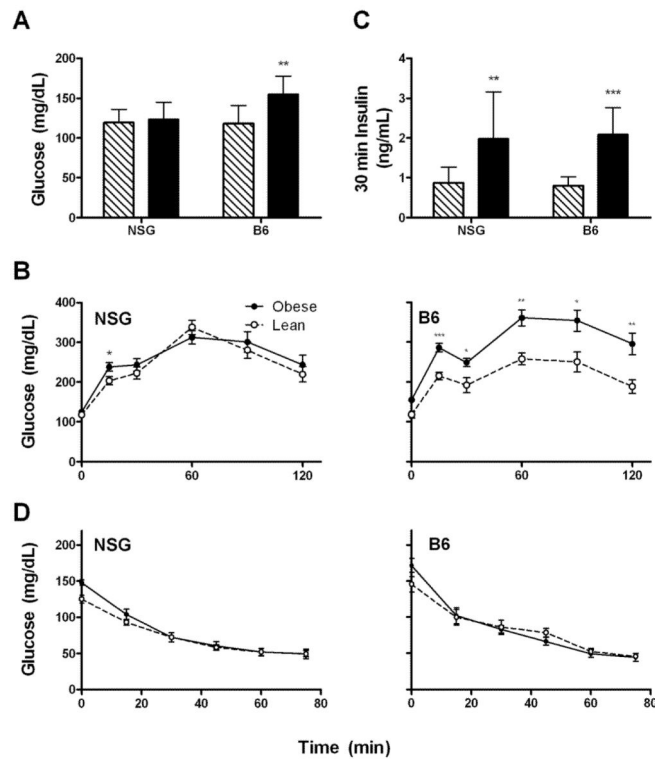 A
Glucose (mg/dL)
200
150
100
50
0
**
NSG
B6
C
30 min Insulin
(ng/mL)
4
3
2
1
0
**
***
NSG
B6
B
Glucose (mg/dL)
400
300
200
100
0
NSG
Obese
Lean
*
0
60
120
B6
***
*
**
*
**
0
60
120
D
Glucose (mg/dL)
200
150
100
50
0
NSG
0
20
40
60
80
B6
0
20
40
60
80
Time (min)